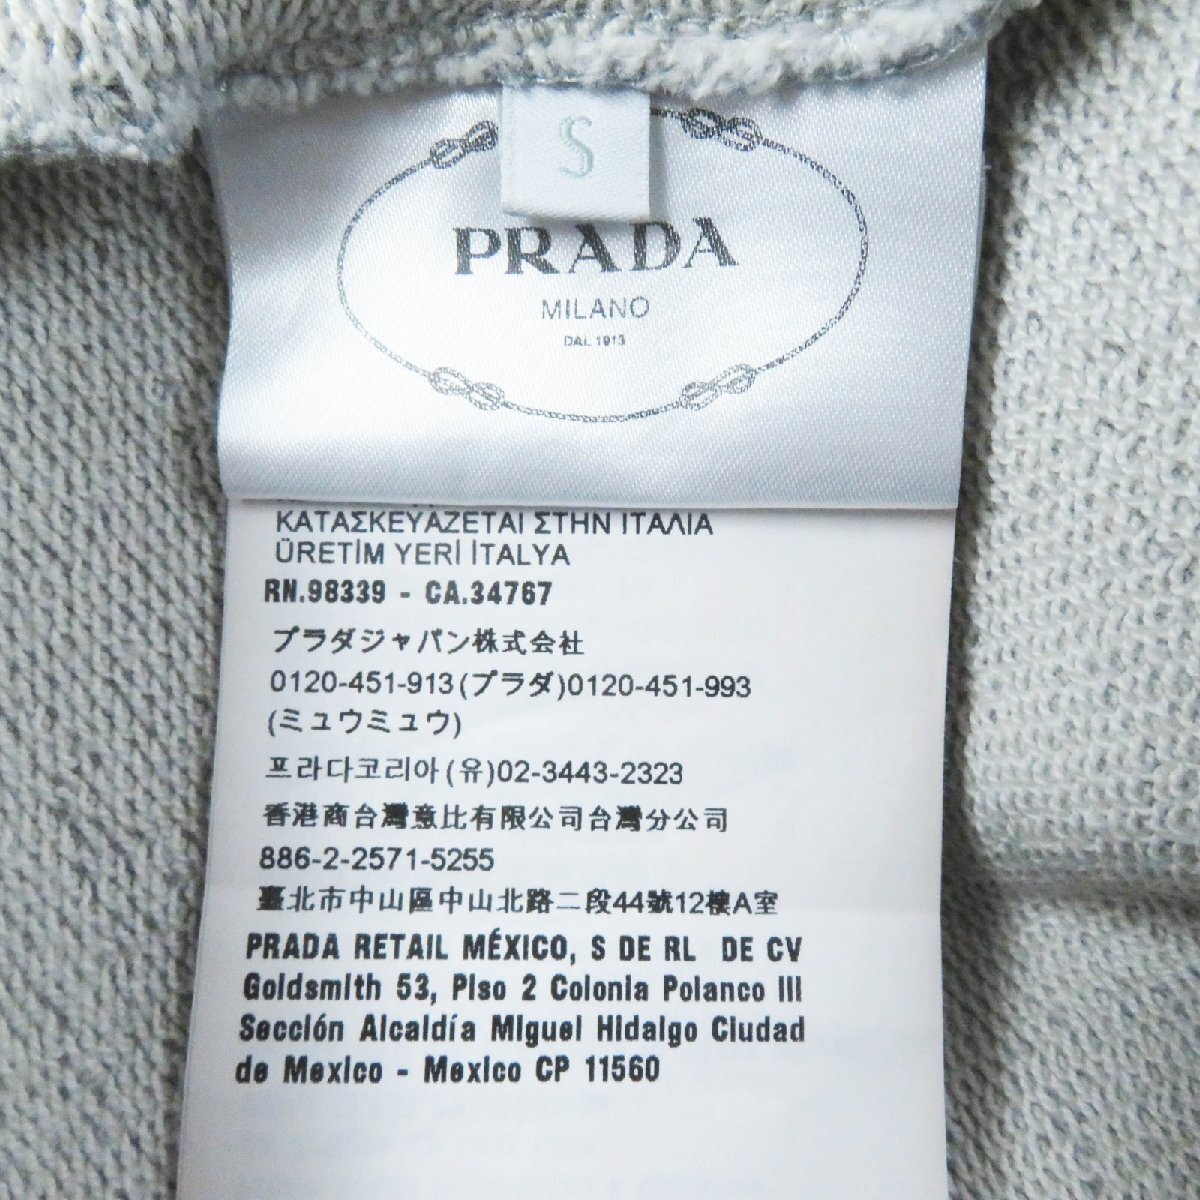 S
PRADA
MILANO
DAL 1913
ΚΑΤΑΣΚΕΥΑΖΕΤΑΙ ΣΤΗΝ ΙΤΑΛΙΑ
ÜRETİM YERİ İTALYA
RN.98339 - CA.34767
プラダジャパン株式会社
0120-451-913(プラダ)0120-451-993
(ミュウミュウ)
프라다코리아(유)02-3443-2323
香港商台灣意比有限公司台灣分公司
886-2-2571-5255
臺北市中山區中山北路二段44號12樓A室
PRADA RETAIL MÉXICO, S DE RL DE CV
Goldsmith 53, Piso 2 Colonia Polanco III
Sección Alcaldía Miguel Hidalgo Ciudad
de Mexico - Mexico CP 11560